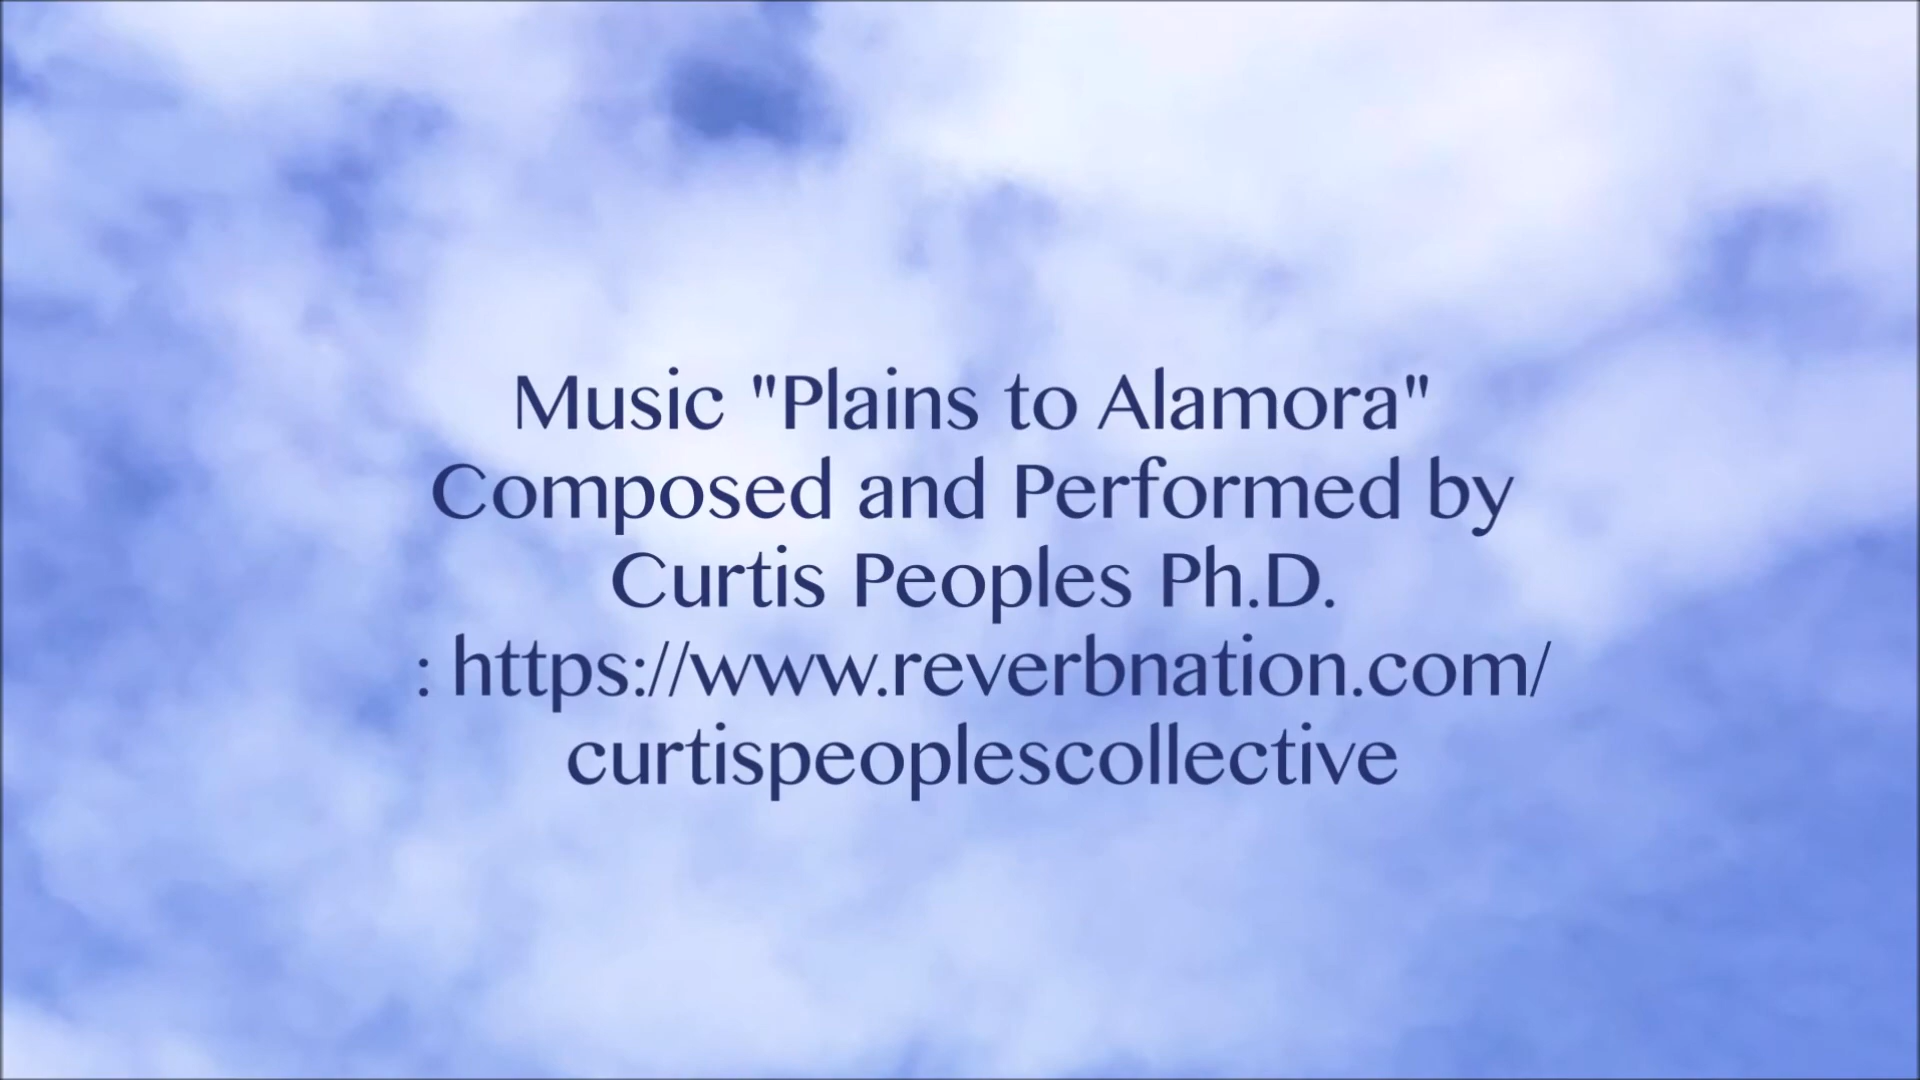 Music "Plains to Alamora"
Composed and Performed by
Curtis Peoples Ph.D.
: https://www.reverbnation.com/
curtispeoplescollective